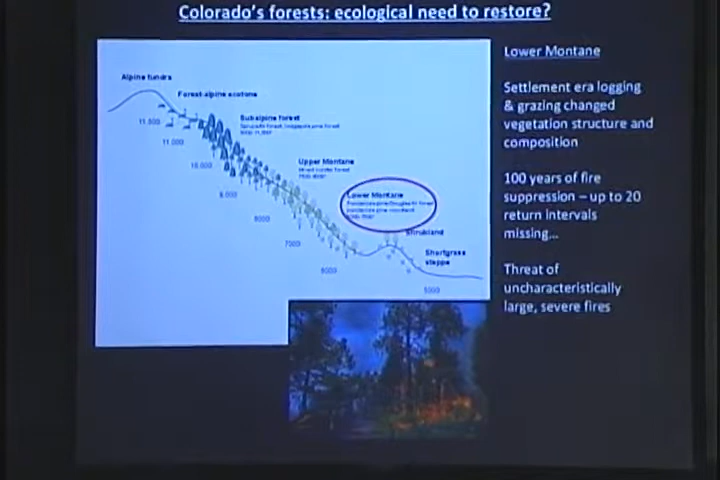 Colorado's forests: ecological need to restore?
Alpine tundra
Forest-alpine ecotone
11,500
11,000
Subalpine forest
10,000
Upper Montane
9,000
Lower Montane
8000
Shrubland
7000
Shortgrass
steppe
6000
5000
Lower Montane
Settlement era logging
& grazing changed
vegetation structure and
composition
100 years of fire
suppression – up to 20
return intervals
missing...
Threat of
uncharacteristically
large, severe fires